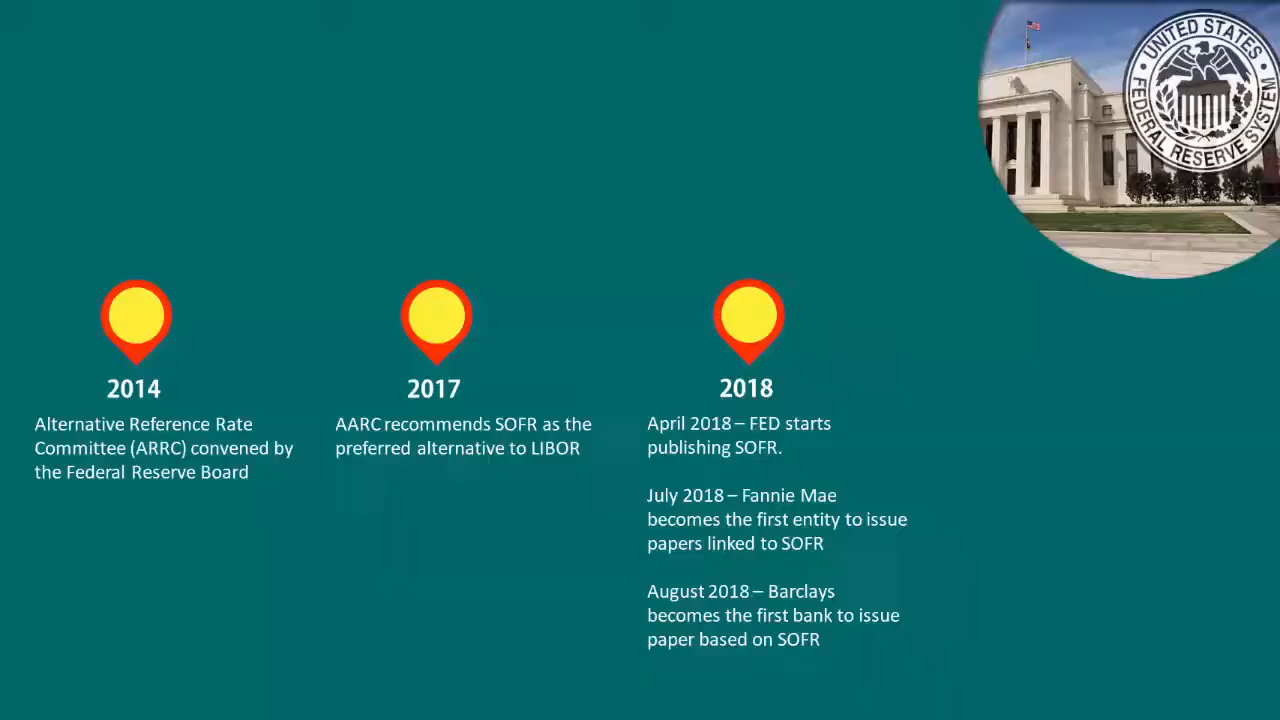 UNITED STATES
FEDERAL RESERVE SYSTEM
2014
Alternative Reference Rate
Committee (ARRC) convened by
the Federal Reserve Board
2017
AARC recommends SOFR as the
preferred alternative to LIBOR
2018
April 2018 – FED starts
publishing SOFR.
July 2018 – Fannie Mae
becomes the first entity to issue
papers linked to SOFR
August 2018 – Barclays
becomes the first bank to issue
paper based on SOFR